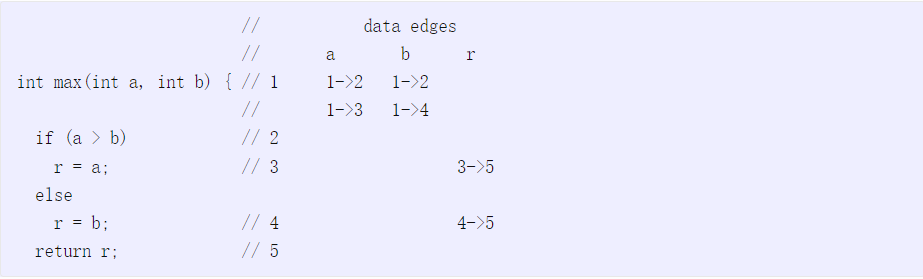 //           data edges
//       a       b      r
int max(int a, int b) { // 1     1->2   1->2
//       1->3   1->4
if (a > b)             // 2
r = a;               // 3                    3->5
else
r = b;               // 4                    4->5
return r;              // 5